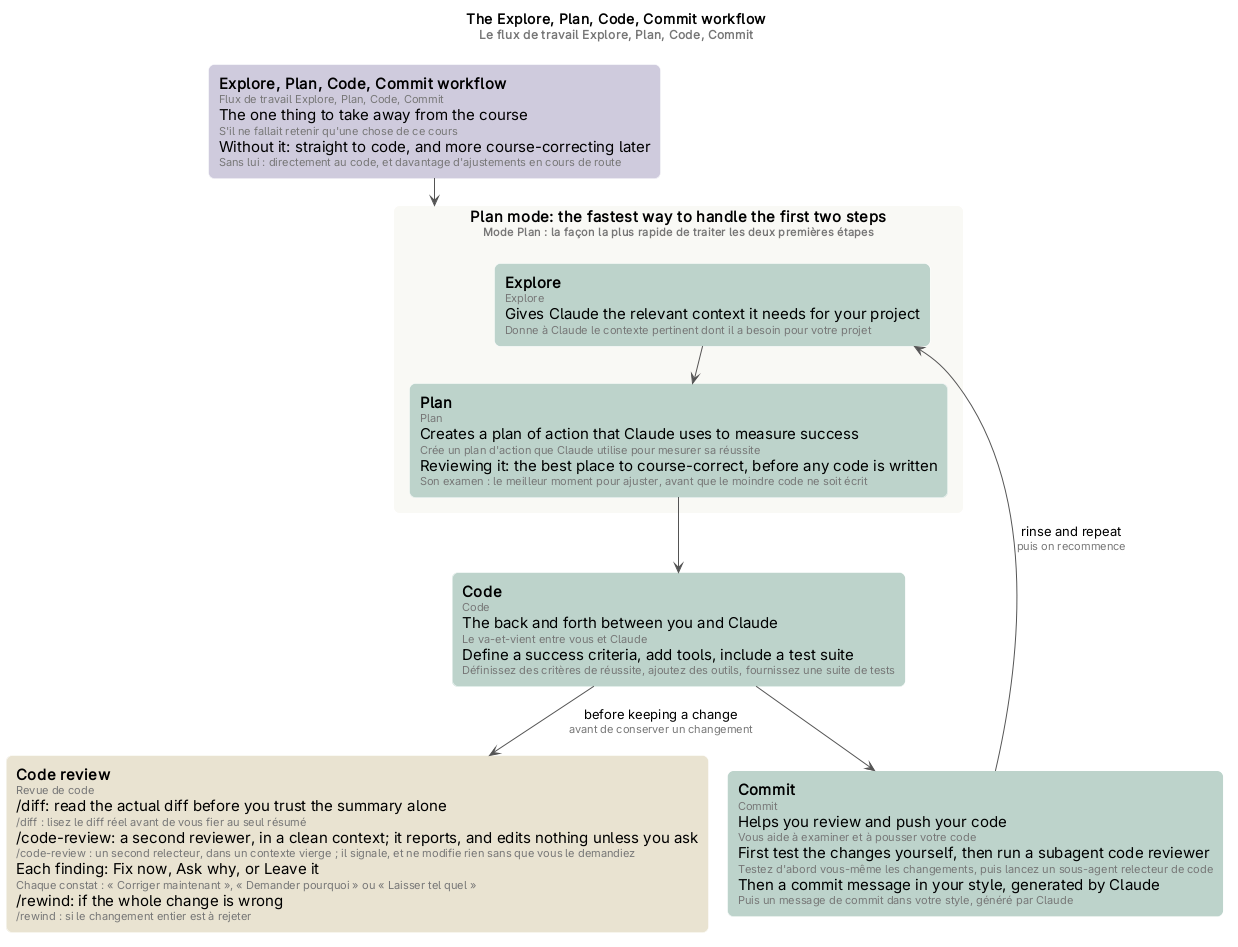 The Explore, Plan, Code, Commit workflow
Le flux de travail Explore, Plan, Code, Commit
Explore, Plan, Code, Commit workflow
Flux de travail Explore, Plan, Code, Commit
The one thing to take away from the course
S'il ne fallait retenir qu'une chose de ce cours
Without it: straight to code, and more course-correcting later
Sans lui : directement au code, et davantage d'ajustements en cours de route
Plan mode: the fastest way to handle the first two steps
Mode Plan : la façon la plus rapide de traiter les deux premières étapes
Explore
Explore
Gives Claude the relevant context it needs for your project
Donne à Claude le contexte pertinent dont il a besoin pour votre projet
Plan
Plan
Creates a plan of action that Claude uses to measure success
Crée un plan d'action que Claude utilise pour mesurer sa réussite
Reviewing it: the best place to course-correct, before any code is written
Son examen : le meilleur moment pour ajuster, avant que le moindre code ne soit écrit
rinse and repeat
puis on recommence
Code
Code
The back and forth between you and Claude
Le va-et-vient entre vous et Claude
Define a success criteria, add tools, include a test suite
Définissez des critères de réussite, ajoutez des outils, fournissez une suite de tests
before keeping a change
avant de conserver un changement
Code review
Revue de code
/diff: read the actual diff before you trust the summary alone
/diff : lisez le diff réel avant de vous fier au seul résumé
/code-review: a second reviewer, in a clean context; it reports, and edits nothing unless you ask
/code-review : un second relecteur, dans un contexte vierge ; il signale, et ne modifie rien sans que vous le demandiez
Each finding: Fix now, Ask why, or Leave it
Chaque constat : « Corriger maintenant », « Demander pourquoi » ou « Laisser tel quel »
/rewind: if the whole change is wrong
/rewind : si le changement entier est à rejeter
Commit
Commit
Helps you review and push your code
Vous aide à examiner et à pousser votre code
First test the changes yourself, then run a subagent code reviewer
Testez d'abord vous-même les changements, puis lancez un sous-agent relecteur de code
Then a commit message in your style, generated by Claude
Puis un message de commit dans votre style, généré par Claude